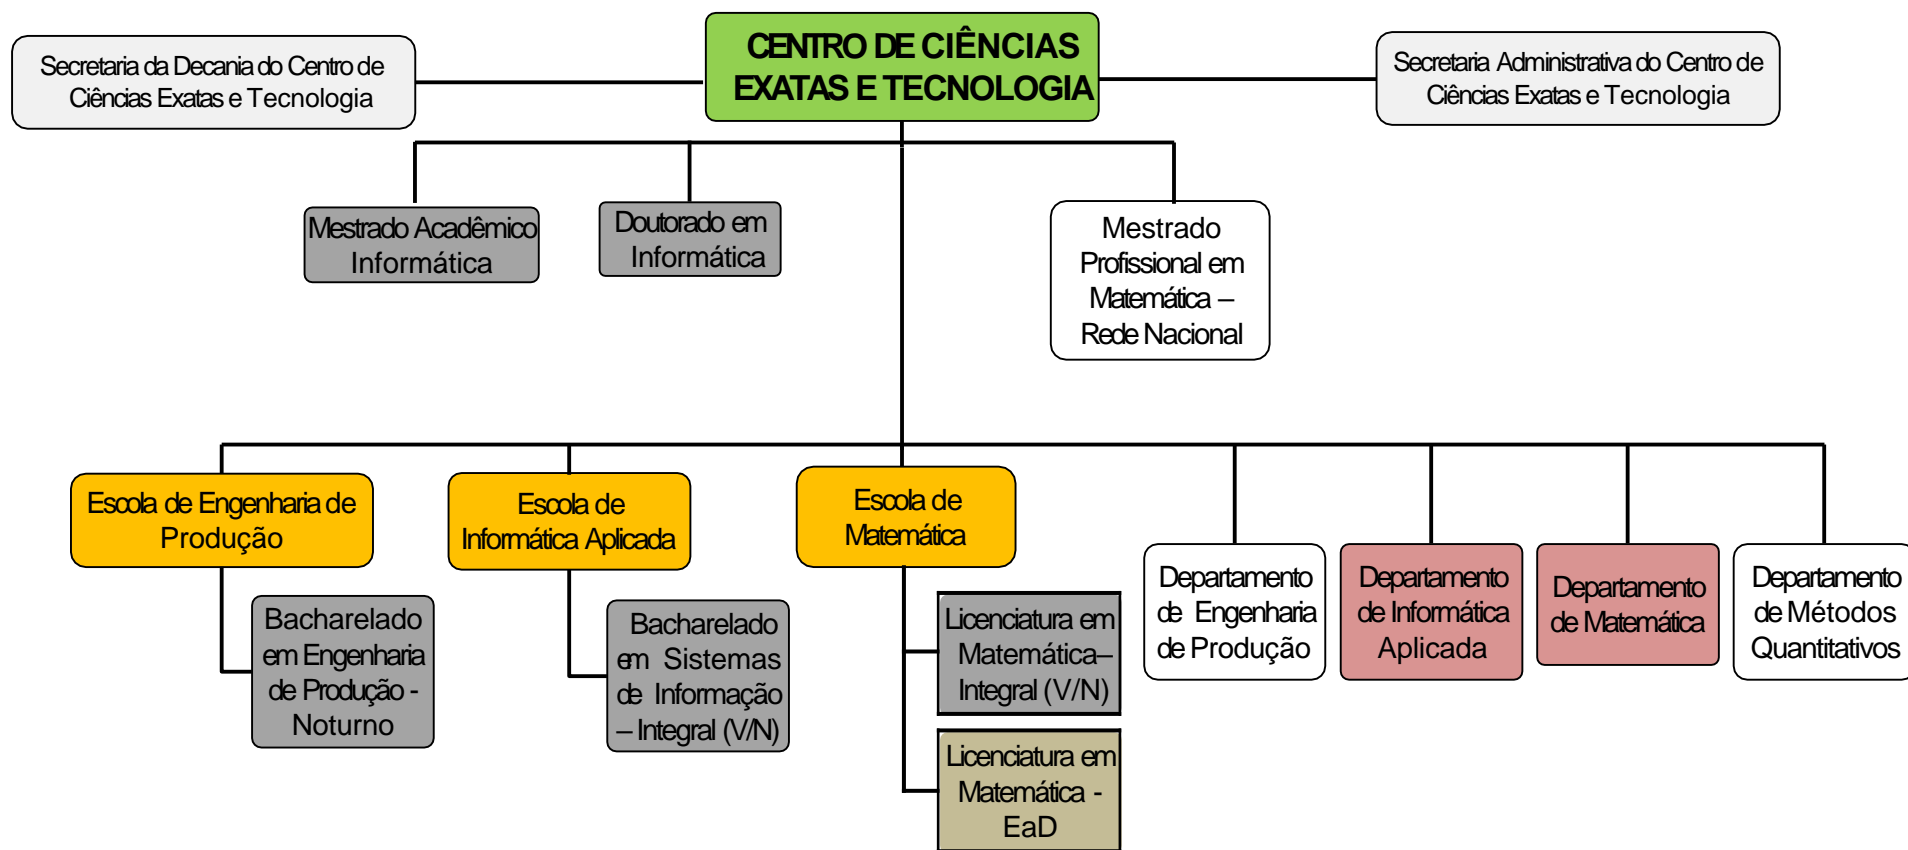 CENTRO DE CIÊNCIAS
EXATAS E TECNOLOGIA
Secretaria da Decania do Centro de
Ciências Exatas e Tecnologia
Secretaria Administrativa do Centro de
Ciências Exatas e Tecnologia
Mestrado Acadêmico
Informática
Doutorado em
Informática
Mestrado
Profissional em
Matemática –
Rede Nacional
Escola de Engenharia de
Produção
Escola de
Informática Aplicada
Escola de
Matemática
Departamento
de Engenharia
de Produção
Departamento
de Informática
Aplicada
Departamento
de Matemática
Departamento
de Métodos
Quantitativos
Bacharelado
em Engenharia
de Produção -
Noturno
Bacharelado
em Sistemas
de Informação
– Integral (V/N)
Licenciatura em
Matemática–
Integral (V/N)
Licenciatura em
Matemática -
EaD